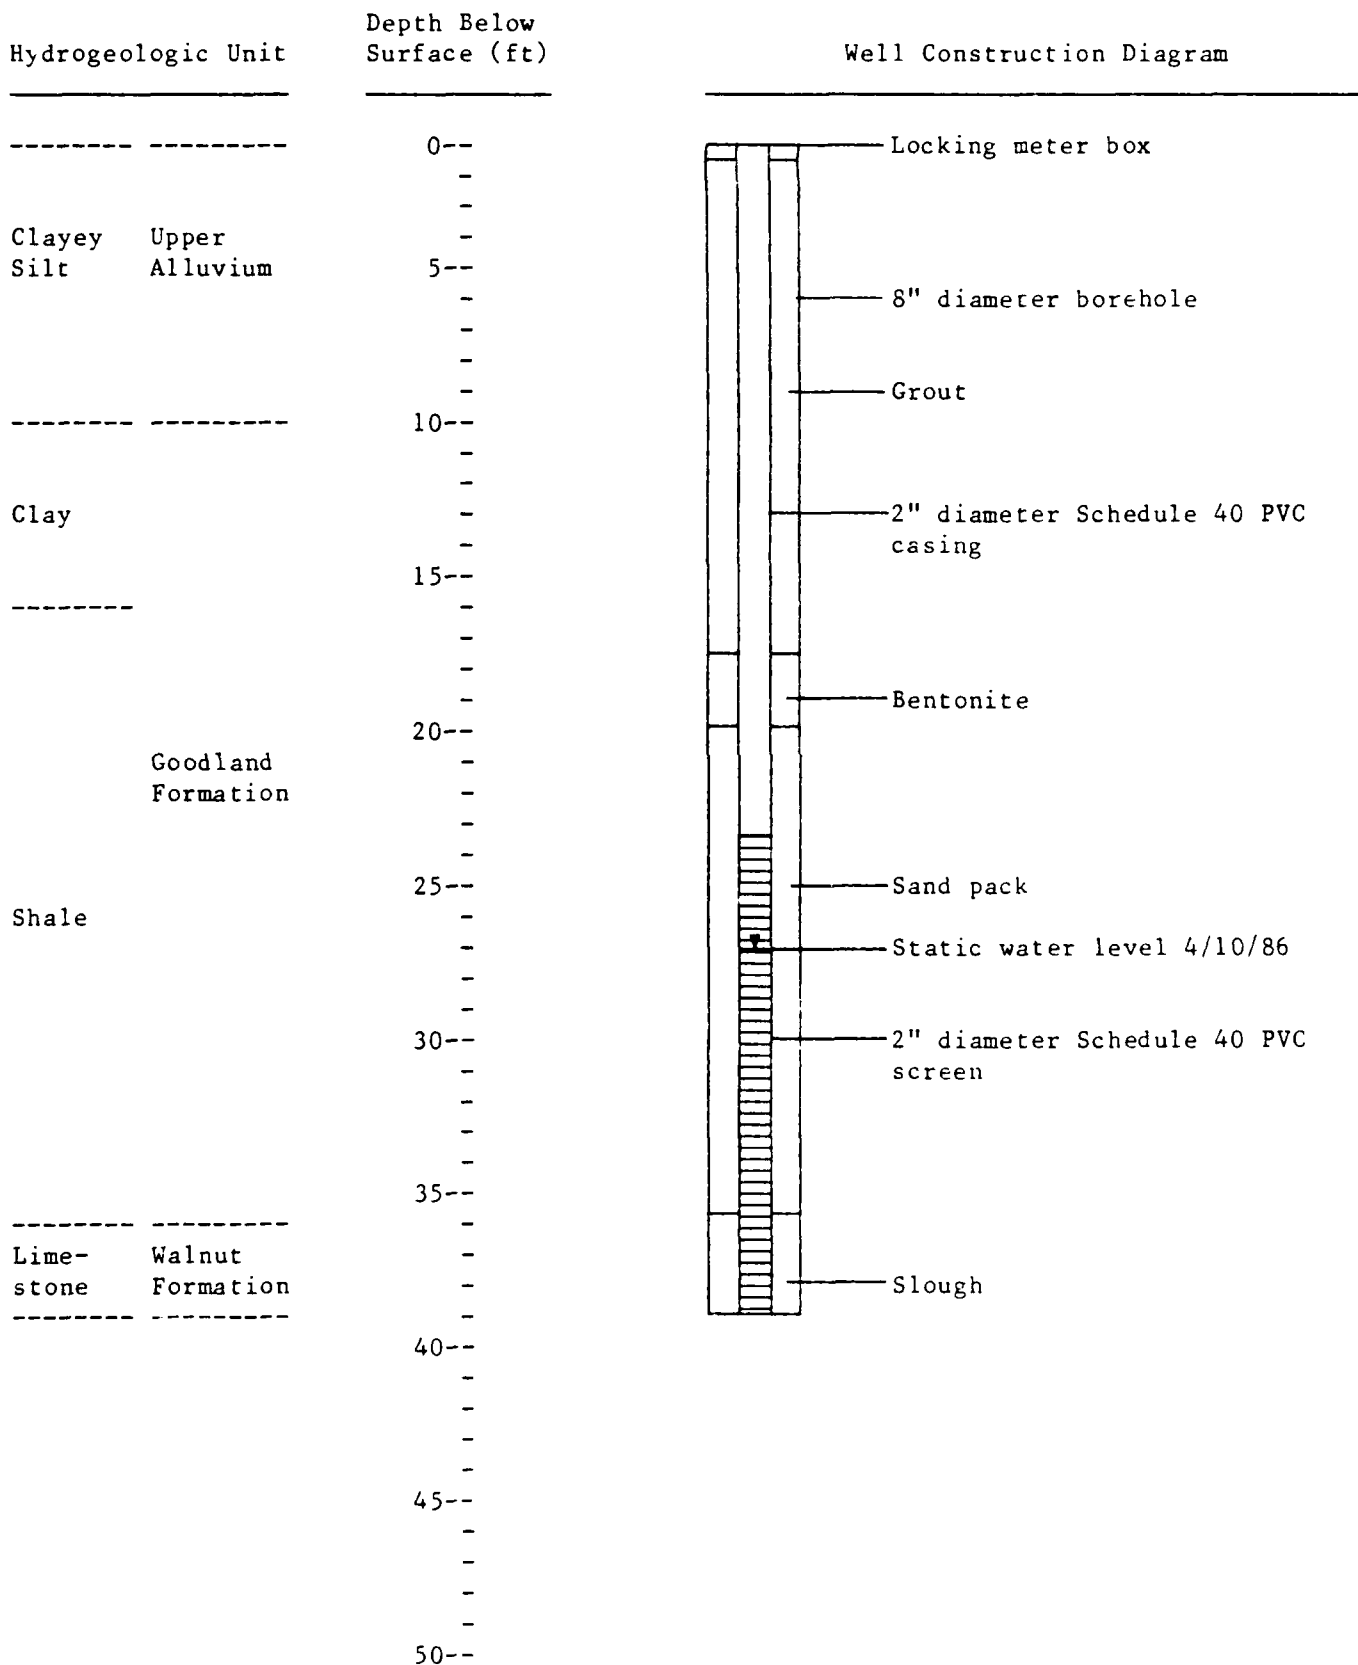 Depth Below
Hydrogeologic Unit Surface (ft) Well Construction Diagram
0-- Locking meter box
Clayey Upper
Silt Alluvium 5--
8" diameter borehole
Grout
10--
Clay 2" diameter Schedule 40 PVC
casing
15--
Bentonite
20--
Goodland
Formation
25-- Sand pack
Shale
Static water level 4/10/86
30-- 2" diameter Schedule 40 PVC
screen
35--
Lime- Walnut
stone Formation Slough
40--
45--
50--